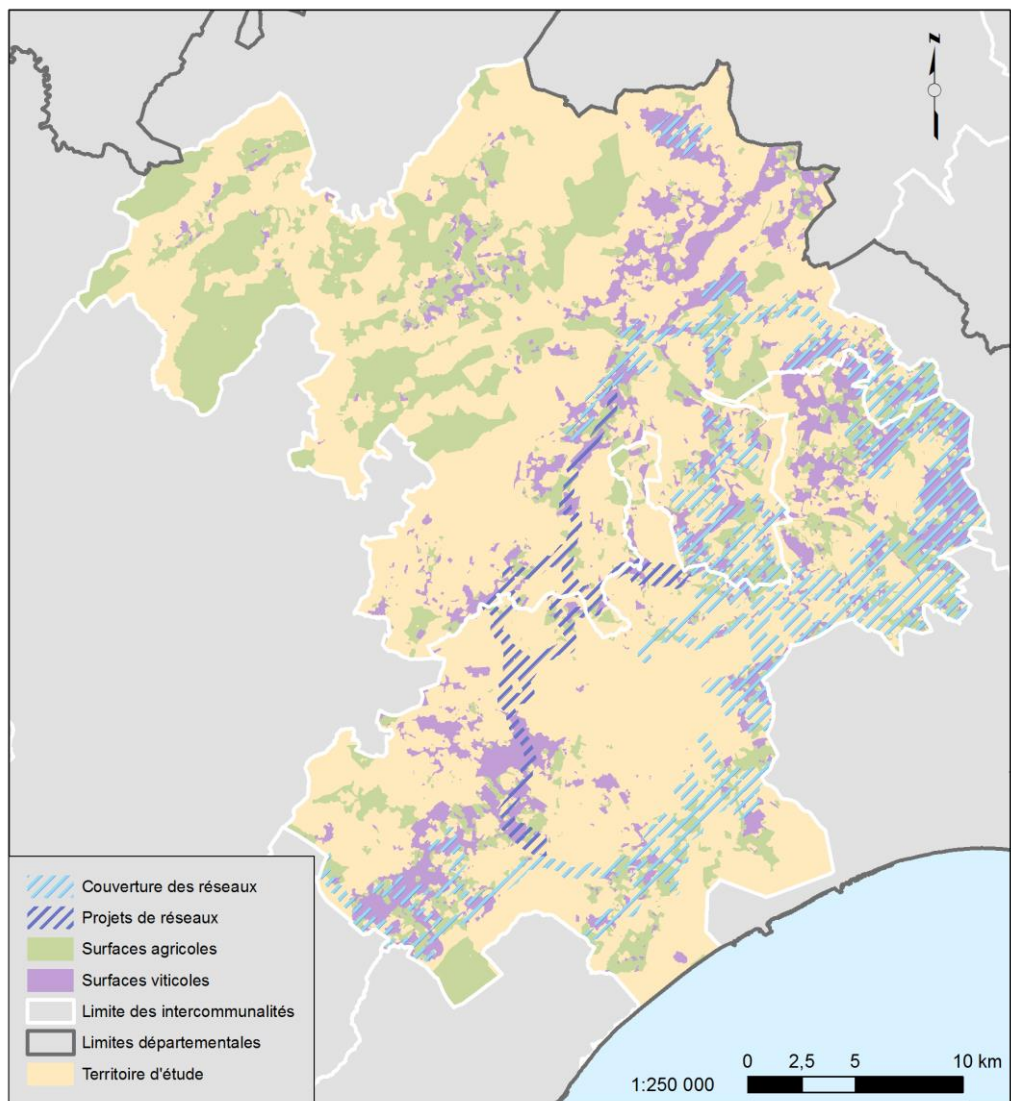 N
Couverture des réseaux
Projets de réseaux
Surfaces agricoles
Surfaces viticoles
Limite des intercommunalités
Limites départementales
Territoire d'étude
0 2,5 5 10 km
1:250 000